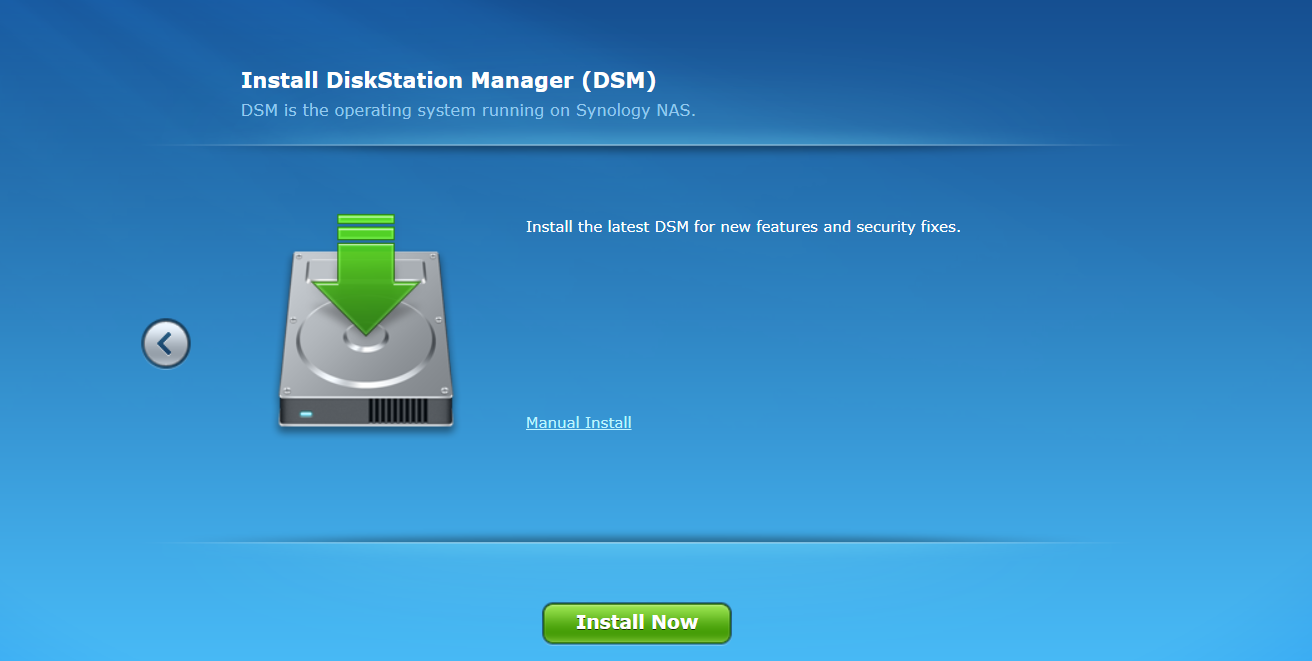 Install DiskStation Manager (DSM)
DSM is the operating system running on Synology NAS.
Install the latest DSM for new features and security fixes.
Manual Install
Install Now